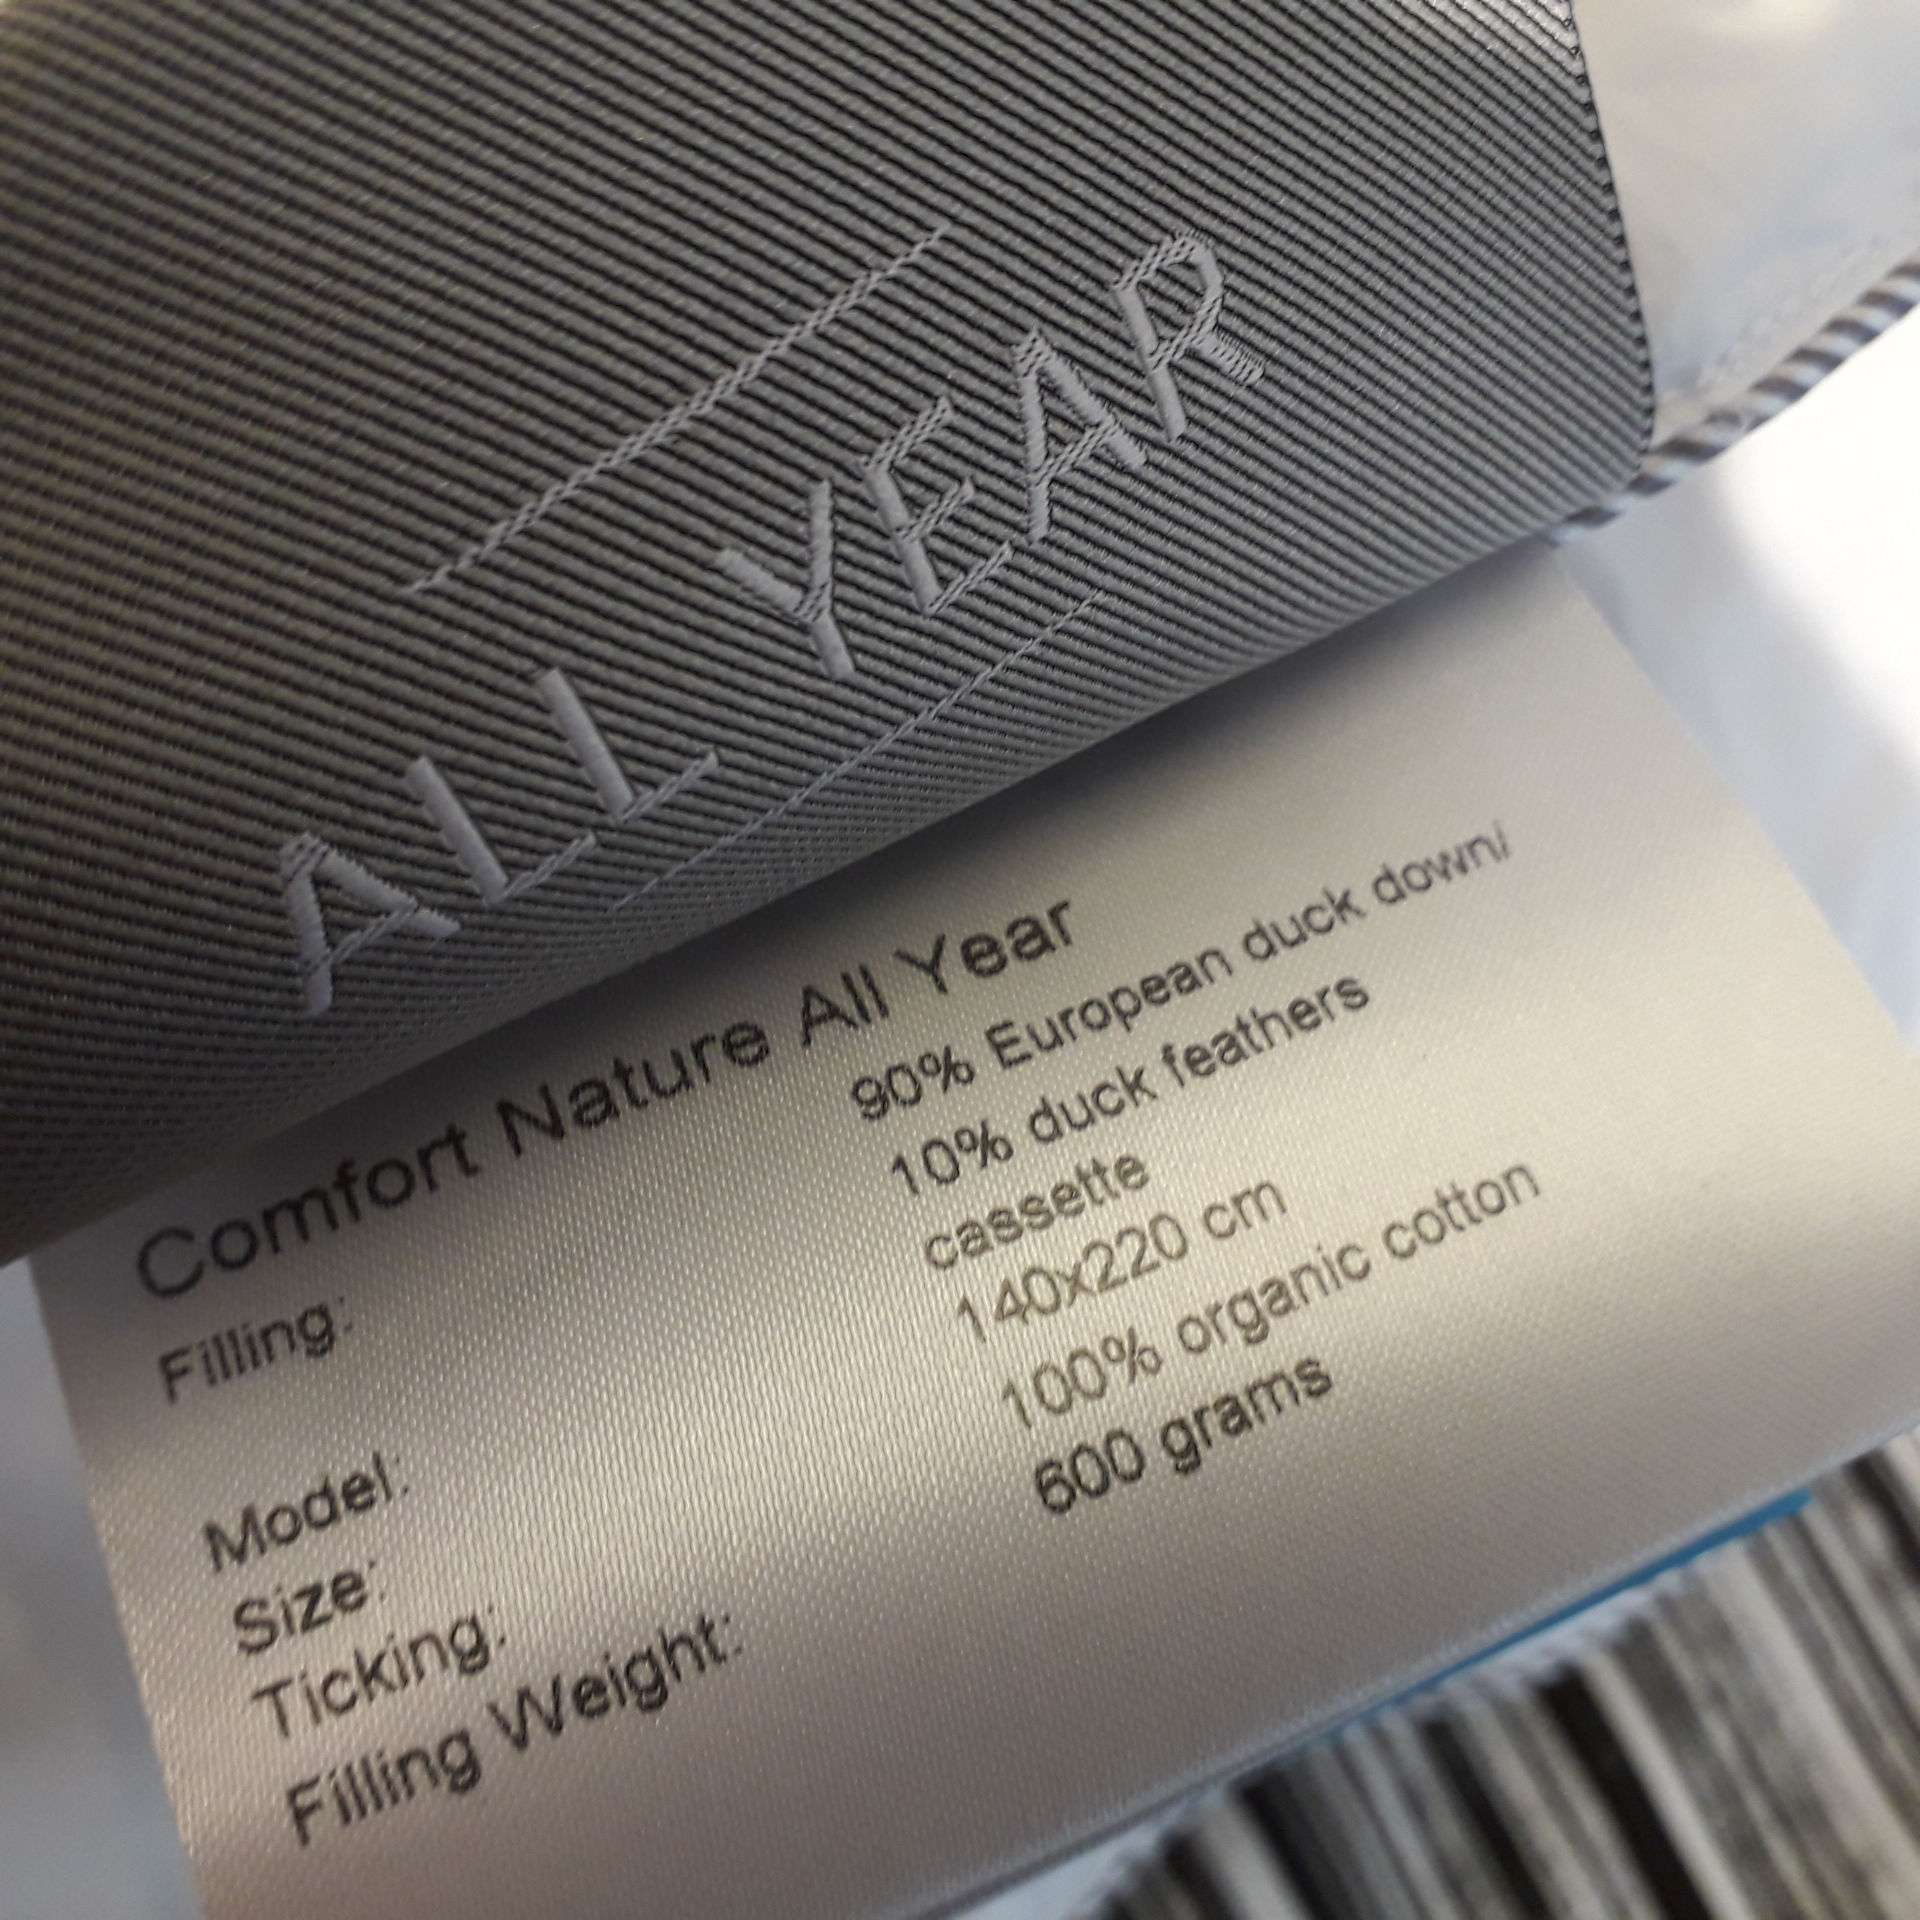 ALL YEAR
Comfort Nature All Year
Filling: 90% European duck down/
10% duck feathers
Model: cassette
Size: 140x220 cm
Ticking: 100% organic cotton
Filling Weight: 600 grams